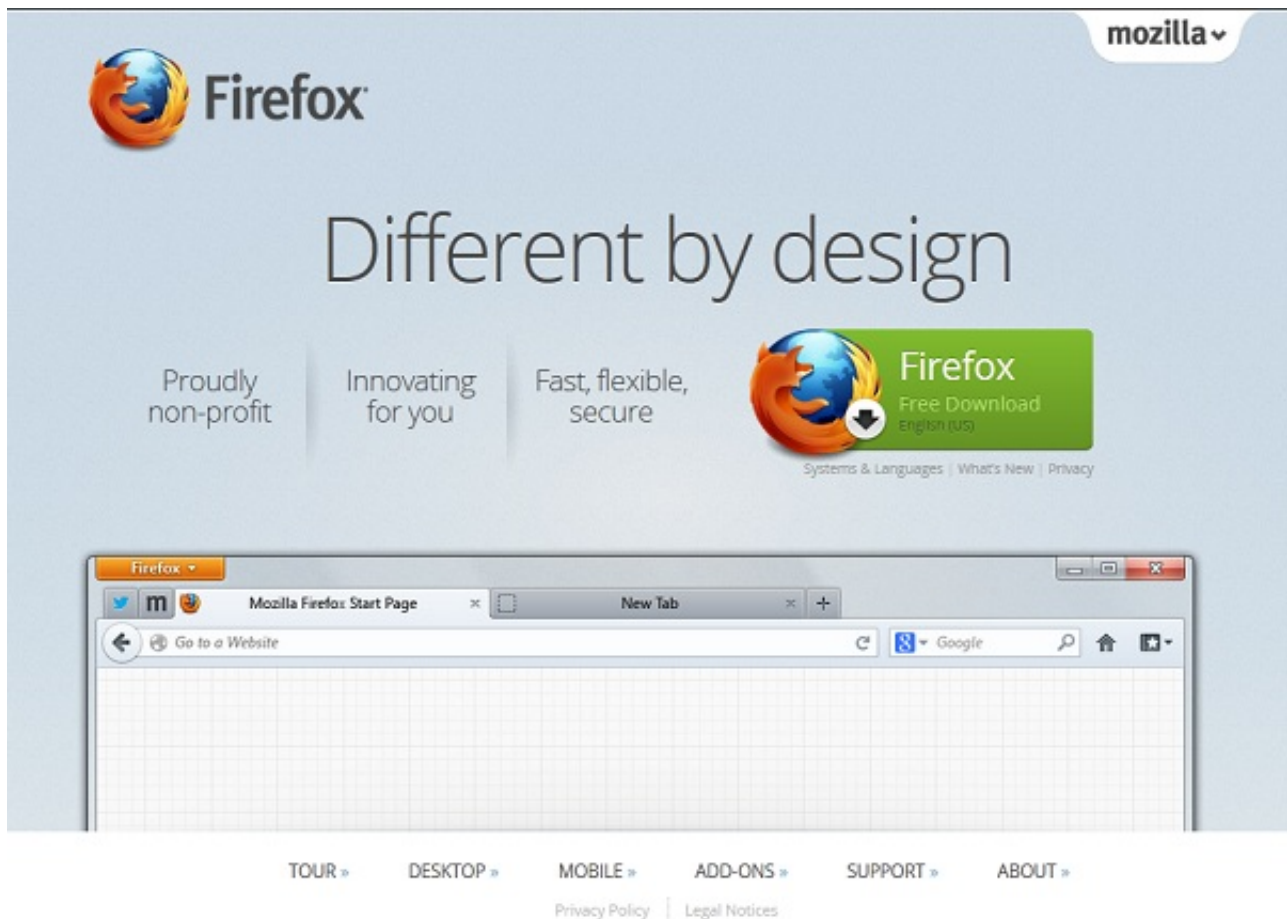 mozilla
Firefox
Different by design
Proudly
non-profit
Innovating
for you
Fast, flexible,
secure
Firefox
Free Download
English (US)
Systems & Languages | What's New | Privacy
Firefox
m
Mozilla Firefox Start Page
New Tab
Go to a Website
8 Google
TOUR »
DESKTOP »
MOBILE »
ADD-ONS »
SUPPORT »
ABOUT »
Privacy Policy
Legal Notices